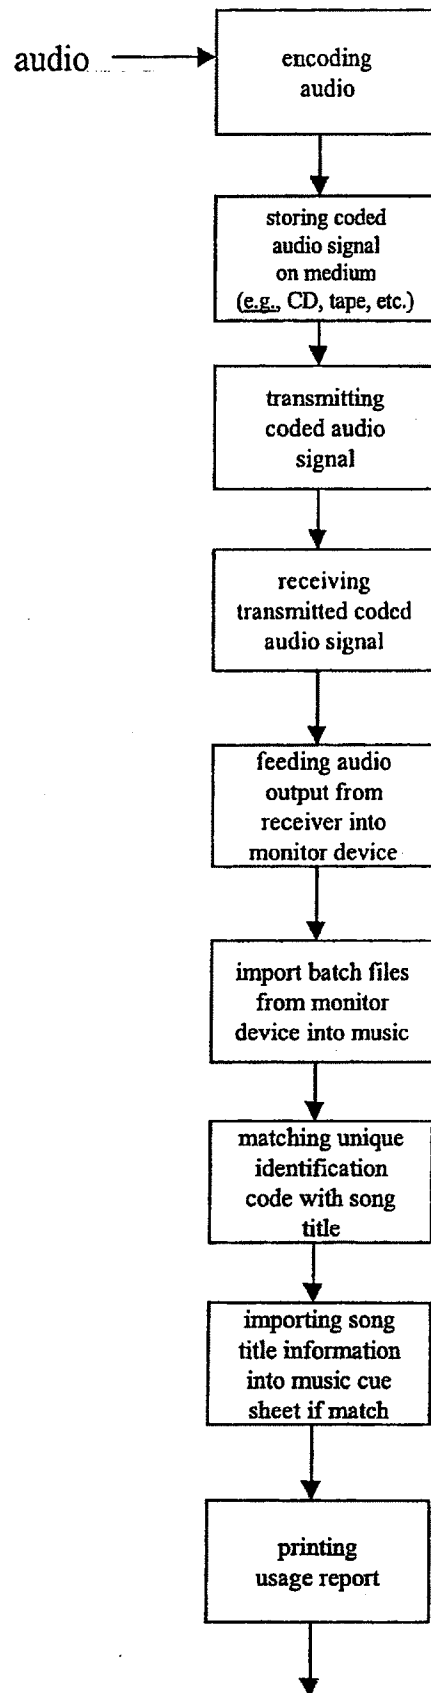 audio
encoding
audio
storing coded
audio signal
on medium
(e.g., CD, tape, etc.)
transmitting
coded audio
signal
receiving
transmitted coded
audio signal
feeding audio
output from
receiver into
monitor device
import batch files
from monitor
device into music
matching unique
identification
code with song
title
importing song
title information
into music cue
sheet if match
printing
usage report